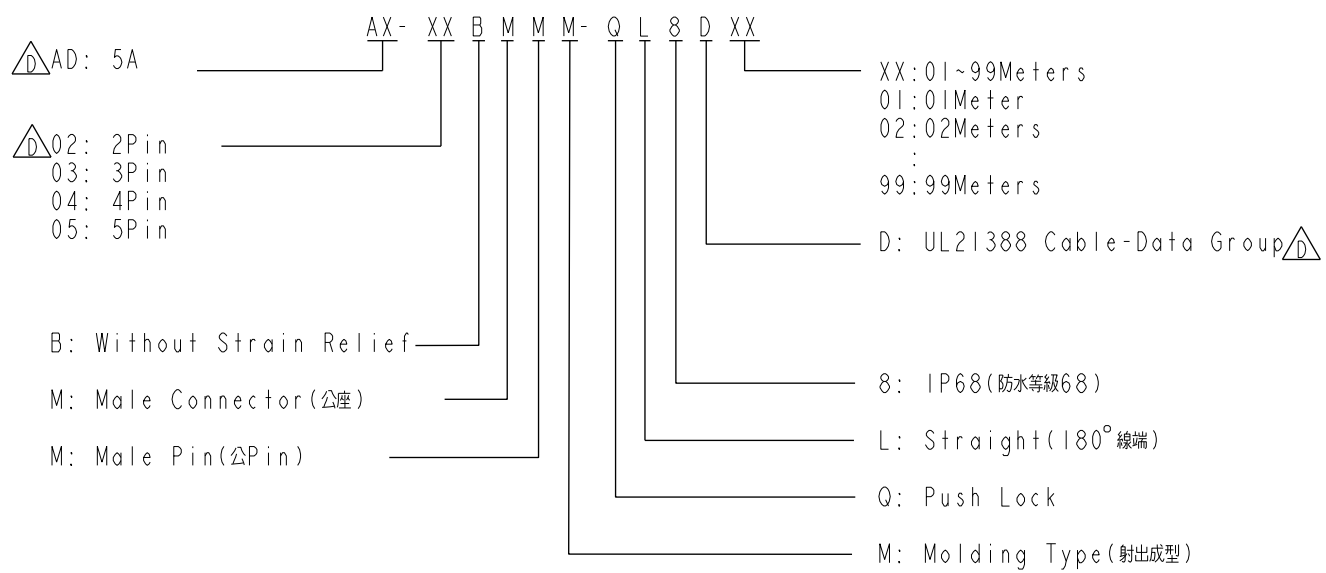 AX- XX B M M M- Q L 8 D XX
D AD: 5A
D 02: 2Pin
03: 3Pin
04: 4Pin
05: 5Pin
B: Without Strain Relief
M: Male Connector(公座)
M: Male Pin(公Pin)
XX:01~99Meters
01:01Meter
02:02Meters
:
99:99Meters
D: UL21388 Cable-Data Group D
8: IP68(防水等級68)
L: Straight(180°線端)
Q: Push Lock
M: Molding Type(射出成型)